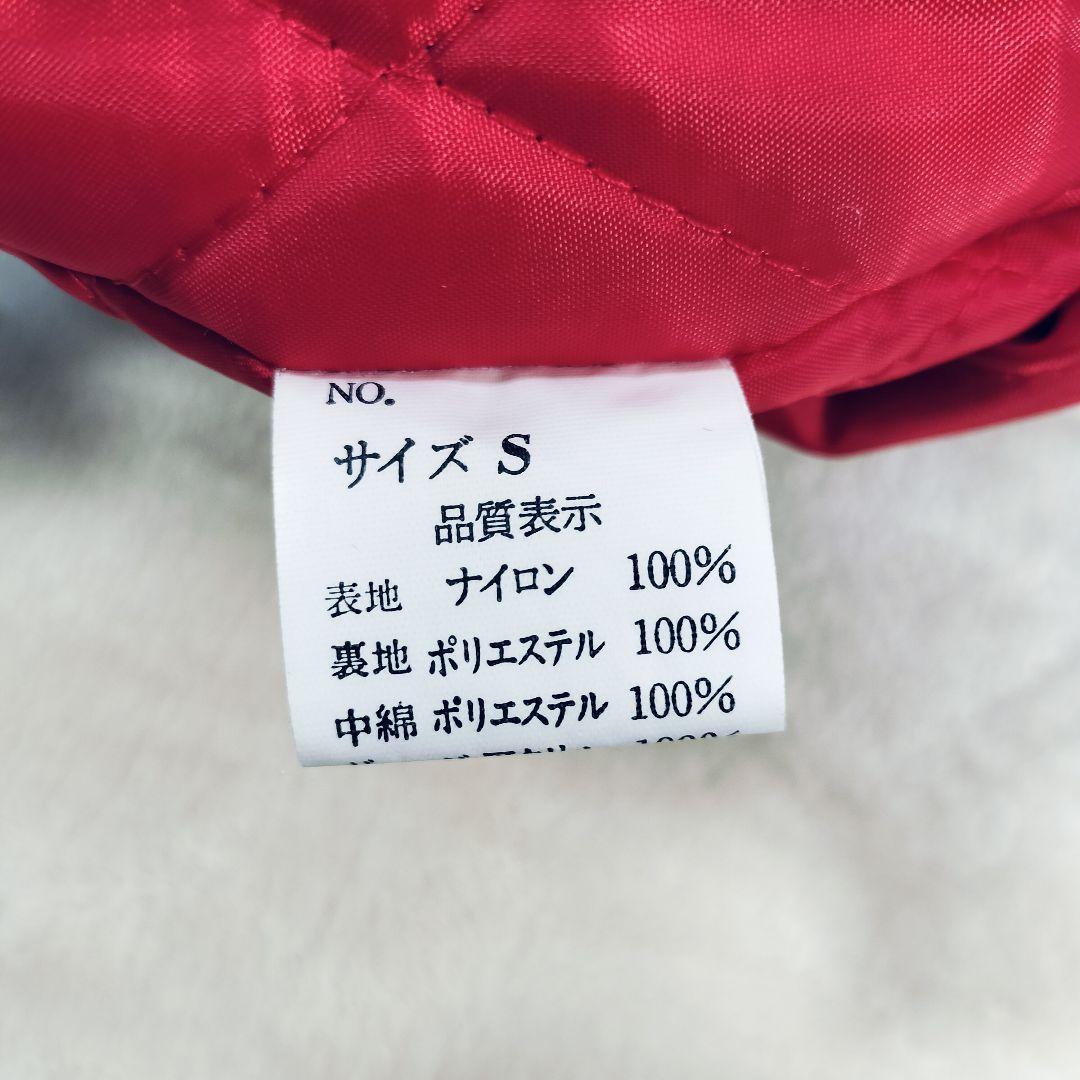 NO.
サイズ S
品質表示
表地 ナイロン 100%
裏地 ポリエステル 100%
中綿 ポリエステル 100%